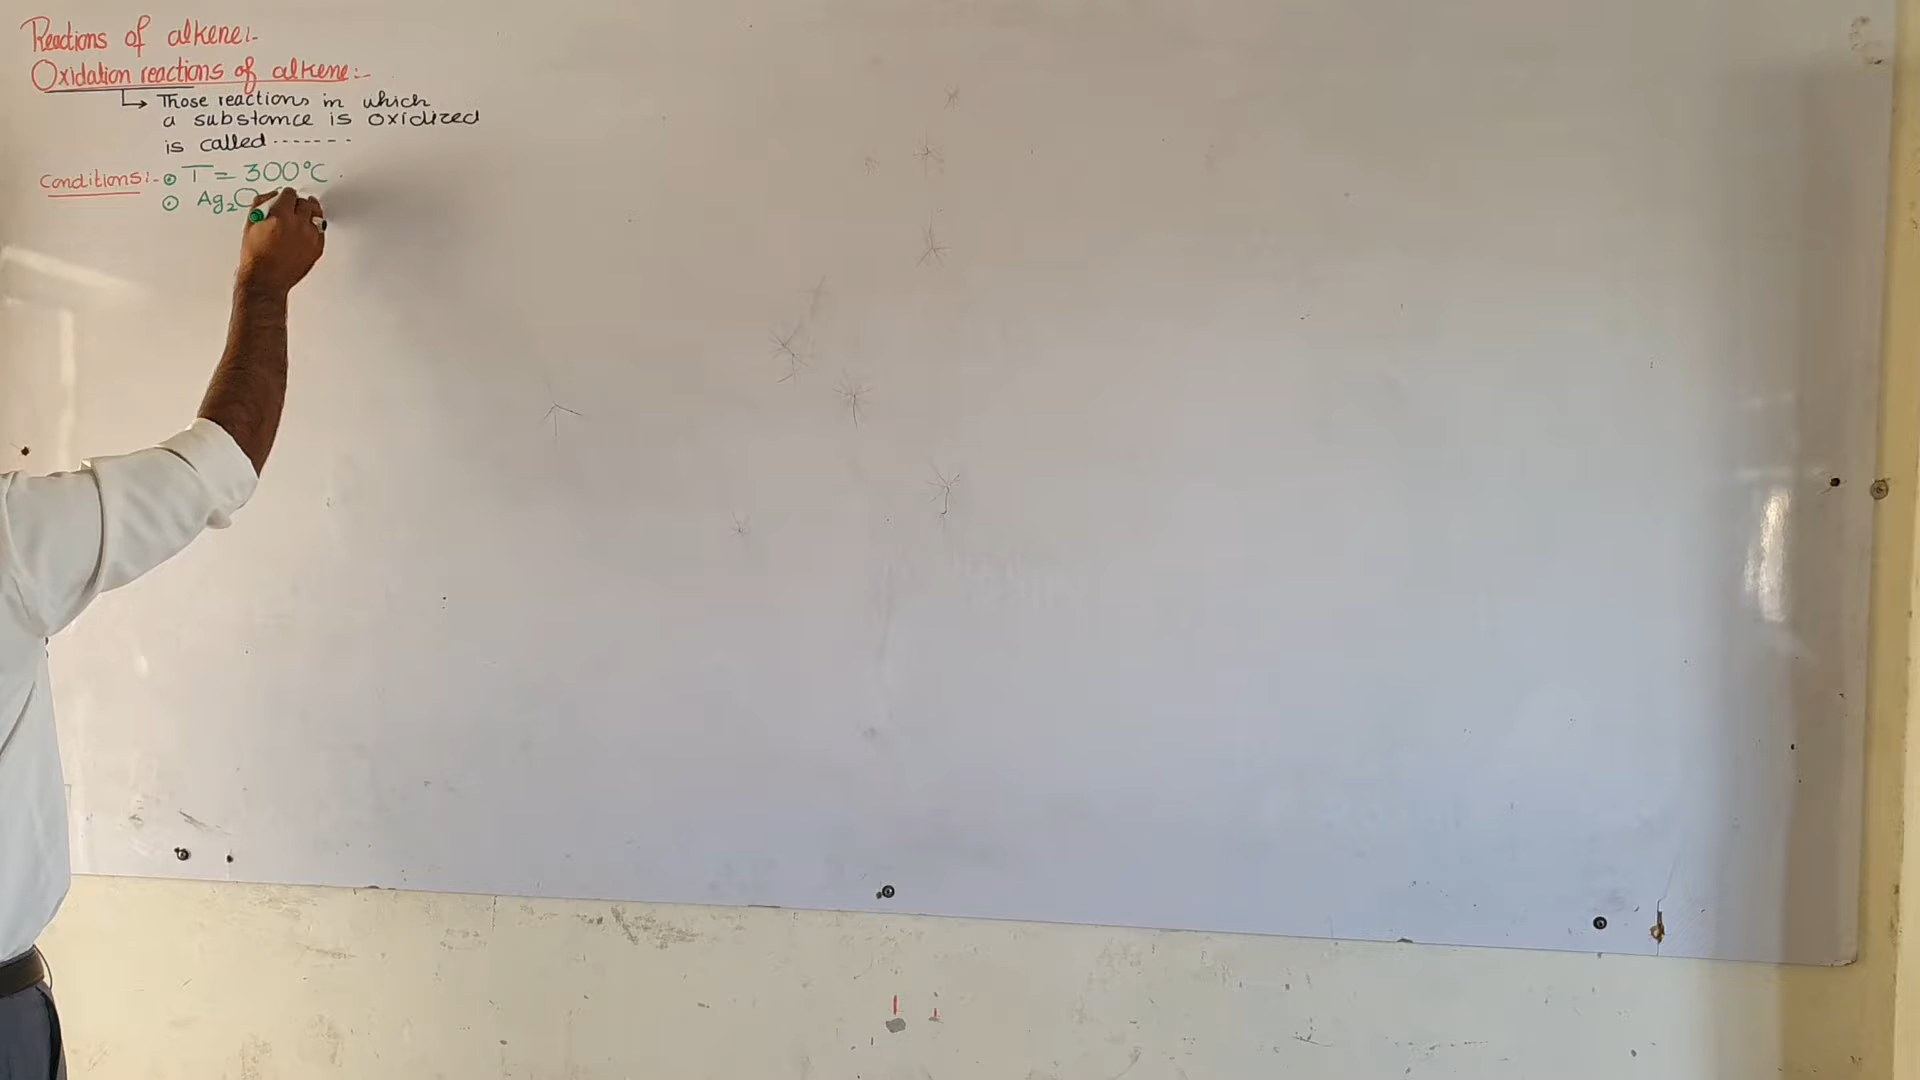 Reactions of alkene:-
Oxidation reactions of alkene:-
↳ Those reactions in which
a substance is oxidized
is called -------
Conditions:- ⊙ T = 300°C.
⊙ Ag₂O